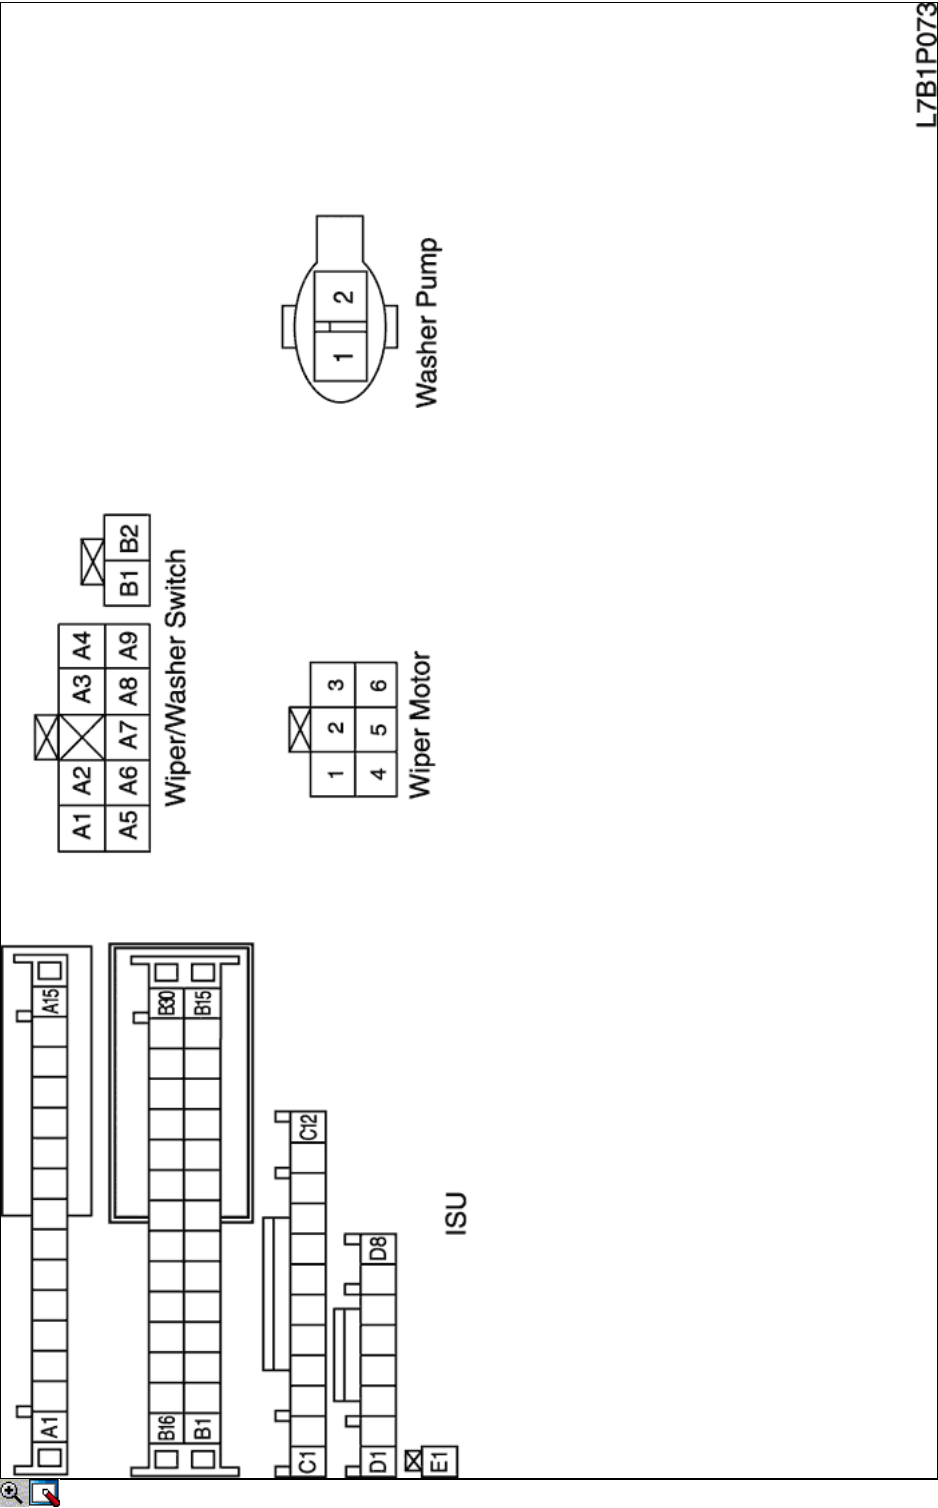 A1 A15
B16 B30
B1 B15
C1 C12
D1 D8
E1
ISU
A1 A2 A3 A4
A5 A6 A7 A8 A9
B1 B2
Wiper/Washer Switch
1 2 3
4 5 6
Wiper Motor
1 2
Washer Pump
L7B1P073